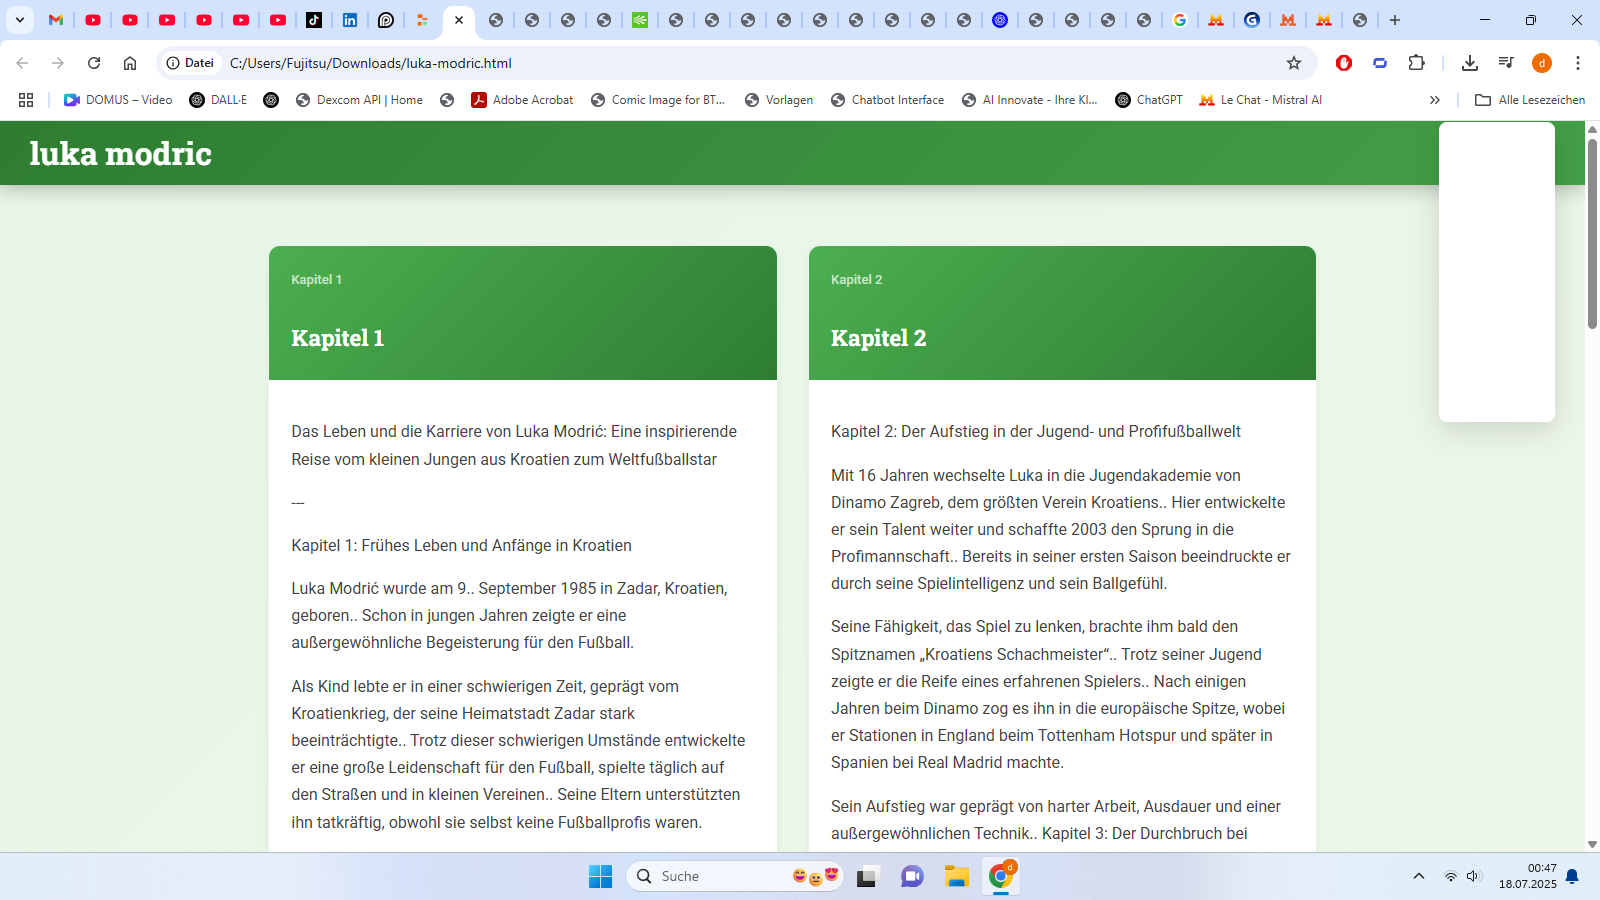 Datei
C:/Users/Fujitsu/Downloads/luka-modric.html
d
DOMUS – Video
DALL·E
Dexcom API | Home
Adobe Acrobat
Comic Image for BT...
Vorlagen
Chatbot Interface
AI Innovate - Ihre KI...
ChatGPT
Le Chat - Mistral AI
»
Alle Lesezeichen
luka modric
Kapitel 1
Kapitel 1
Das Leben und die Karriere von Luka Modrić: Eine inspirierende
Reise vom kleinen Jungen aus Kroatien zum Weltfußballstar
---
Kapitel 1: Frühes Leben und Anfänge in Kroatien
Luka Modrić wurde am 9.. September 1985 in Zadar, Kroatien,
geboren.. Schon in jungen Jahren zeigte er eine
außergewöhnliche Begeisterung für den Fußball.
Als Kind lebte er in einer schwierigen Zeit, geprägt vom
Kroatienkrieg, der seine Heimatstadt Zadar stark
beeinträchtigte.. Trotz dieser schwierigen Umstände entwickelte
er eine große Leidenschaft für den Fußball, spielte täglich auf
den Straßen und in kleinen Vereinen.. Seine Eltern unterstützten
ihn tatkräftig, obwohl sie selbst keine Fußballprofis waren.
Kapitel 2
Kapitel 2
Kapitel 2: Der Aufstieg in der Jugend- und Profifußballwelt
Mit 16 Jahren wechselte Luka in die Jugendakademie von
Dinamo Zagreb, dem größten Verein Kroatiens.. Hier entwickelte
er sein Talent weiter und schaffte 2003 den Sprung in die
Profimannschaft.. Bereits in seiner ersten Saison beeindruckte er
durch seine Spielintelligenz und sein Ballgefühl.
Seine Fähigkeit, das Spiel zu lenken, brachte ihm bald den
Spitznamen „Kroatiens Schachmeister“.. Trotz seiner Jugend
zeigte er die Reife eines erfahrenen Spielers.. Nach einigen
Jahren beim Dinamo zog es ihn in die europäische Spitze, wobei
er Stationen in England beim Tottenham Hotspur und später in
Spanien bei Real Madrid machte.
Sein Aufstieg war geprägt von harter Arbeit, Ausdauer und einer
außergewöhnlichen Technik.. Kapitel 3: Der Durchbruch bei
Suche
d
00:47
18.07.2025